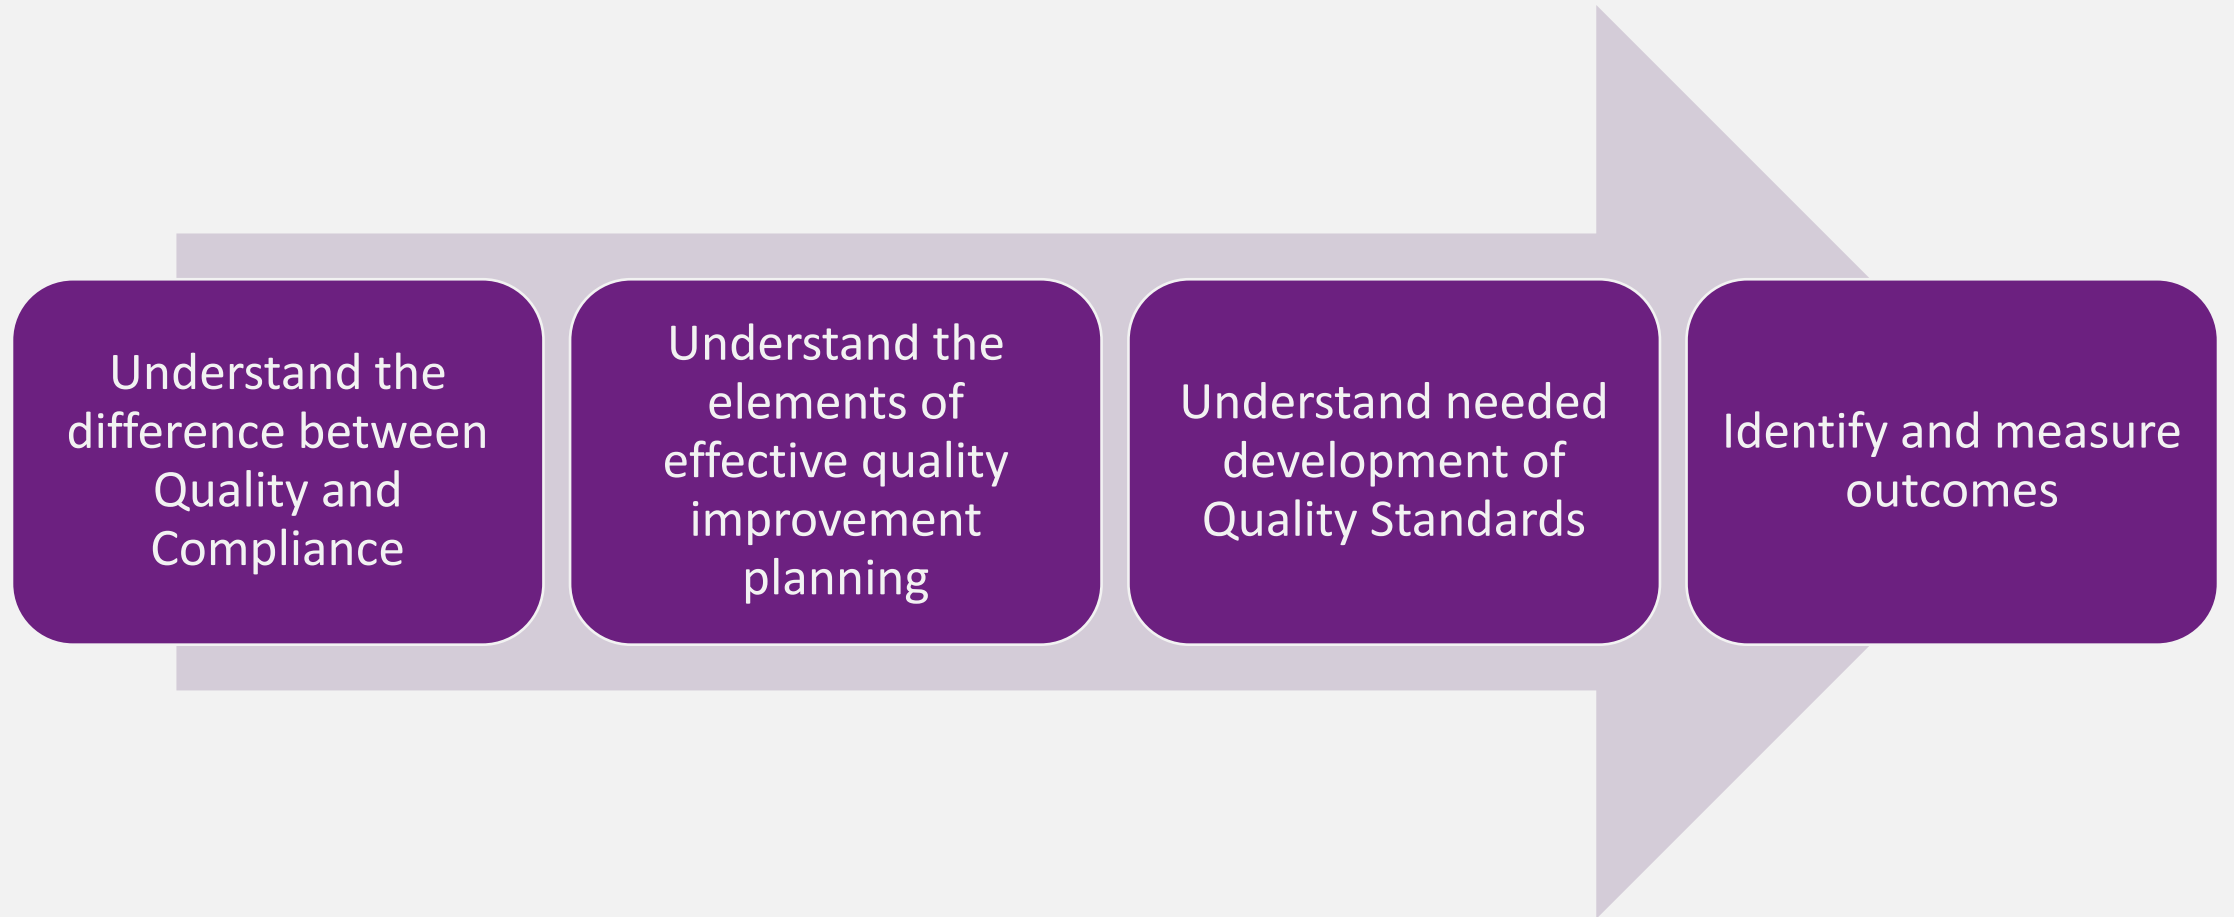 Understand the
difference between
Quality and
Compliance
Understand the
elements of
effective quality
improvement
planning
Understand needed
development of
Quality Standards
Identify and measure
outcomes